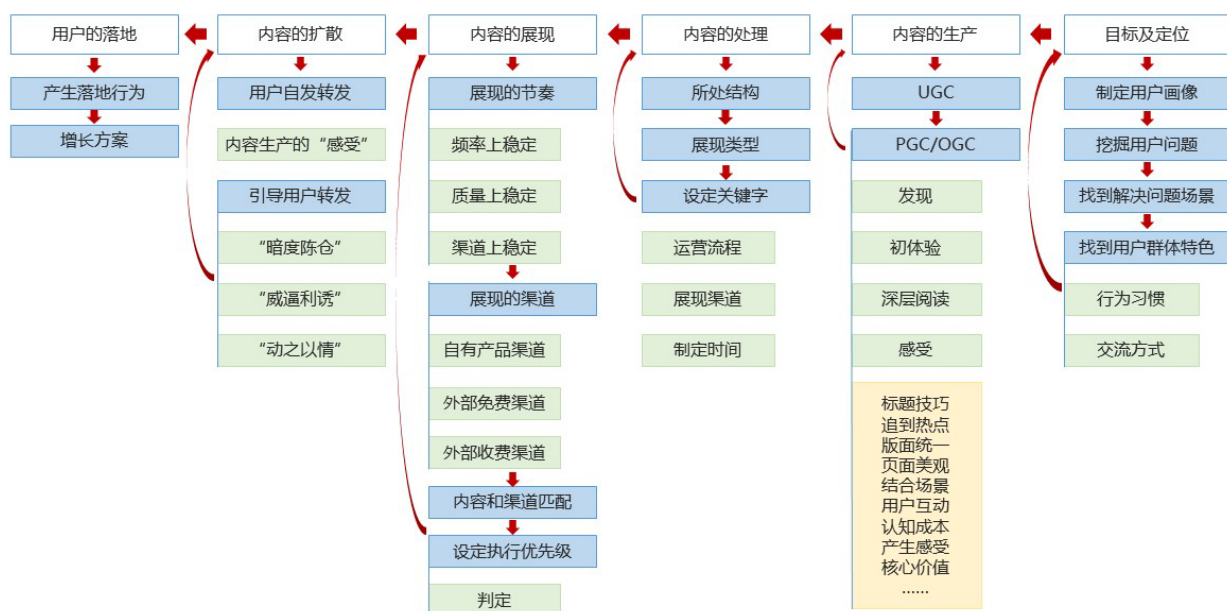 用户的落地
产生落地行为
增长方案
内容的扩散
用户自发转发
内容生产的“感受”
引导用户转发
“暗度陈仓”
“威逼利诱”
“动之以情”
内容的展现
展现的节奏
频率上稳定
质量上稳定
渠道上稳定
展现的渠道
自有产品渠道
外部免费渠道
外部收费渠道
内容和渠道匹配
设定执行优先级
判定
内容的处理
所处结构
展现类型
设定关键字
运营流程
展现渠道
制定时间
内容的生产
UGC
PGC/OGC
发现
初体验
深层阅读
感受
标题技巧
追到热点
版面统一
页面美观
结合场景
用户互动
认知成本
产生感受
核心价值
……
目标及定位
制定用户画像
挖掘用户问题
找到解决问题场景
找到用户群体特色
行为习惯
交流方式